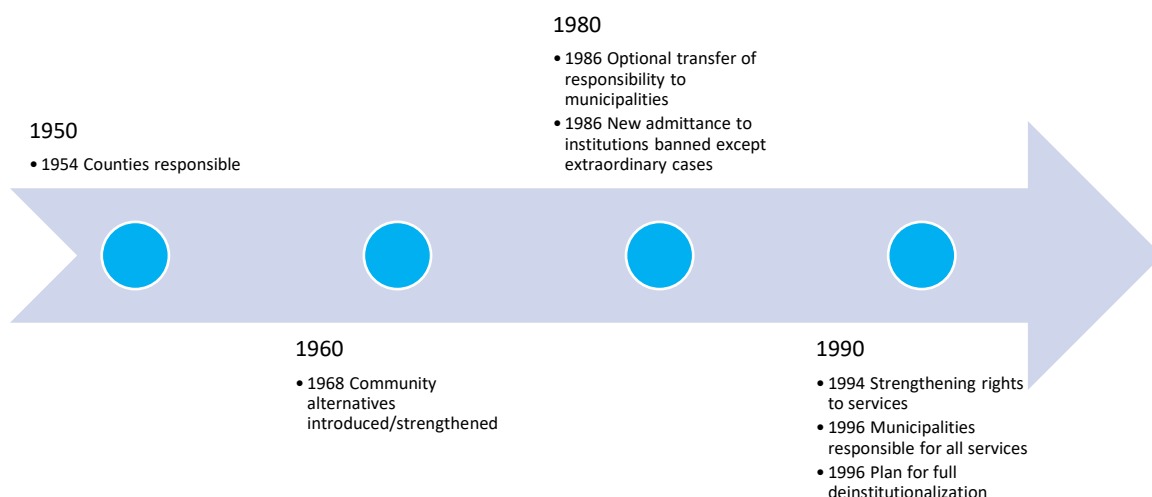 1950
• 1954 Counties responsible
1960
• 1968 Community
alternatives
introduced/strengthened
1980
• 1986 Optional transfer of
responsibility to
municipalities
• 1986 New admittance to
institutions banned except
extraordinary cases
1990
• 1994 Strengthening rights
to services
• 1996 Municipalities
responsible for all services
• 1996 Plan for full
deinstitutionalization